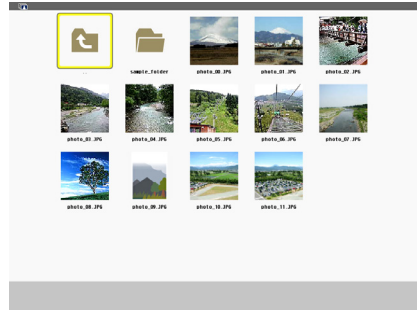 ..
sample_folder
photo_00.JPG
photo_01.JPG
photo_02.JPG
photo_03.JPG
photo_04.JPG
photo_05.JPG
photo_06.JPG
photo_07.JPG
photo_08.JPG
photo_09.JPG
photo_10.JPG
photo_11.JPG